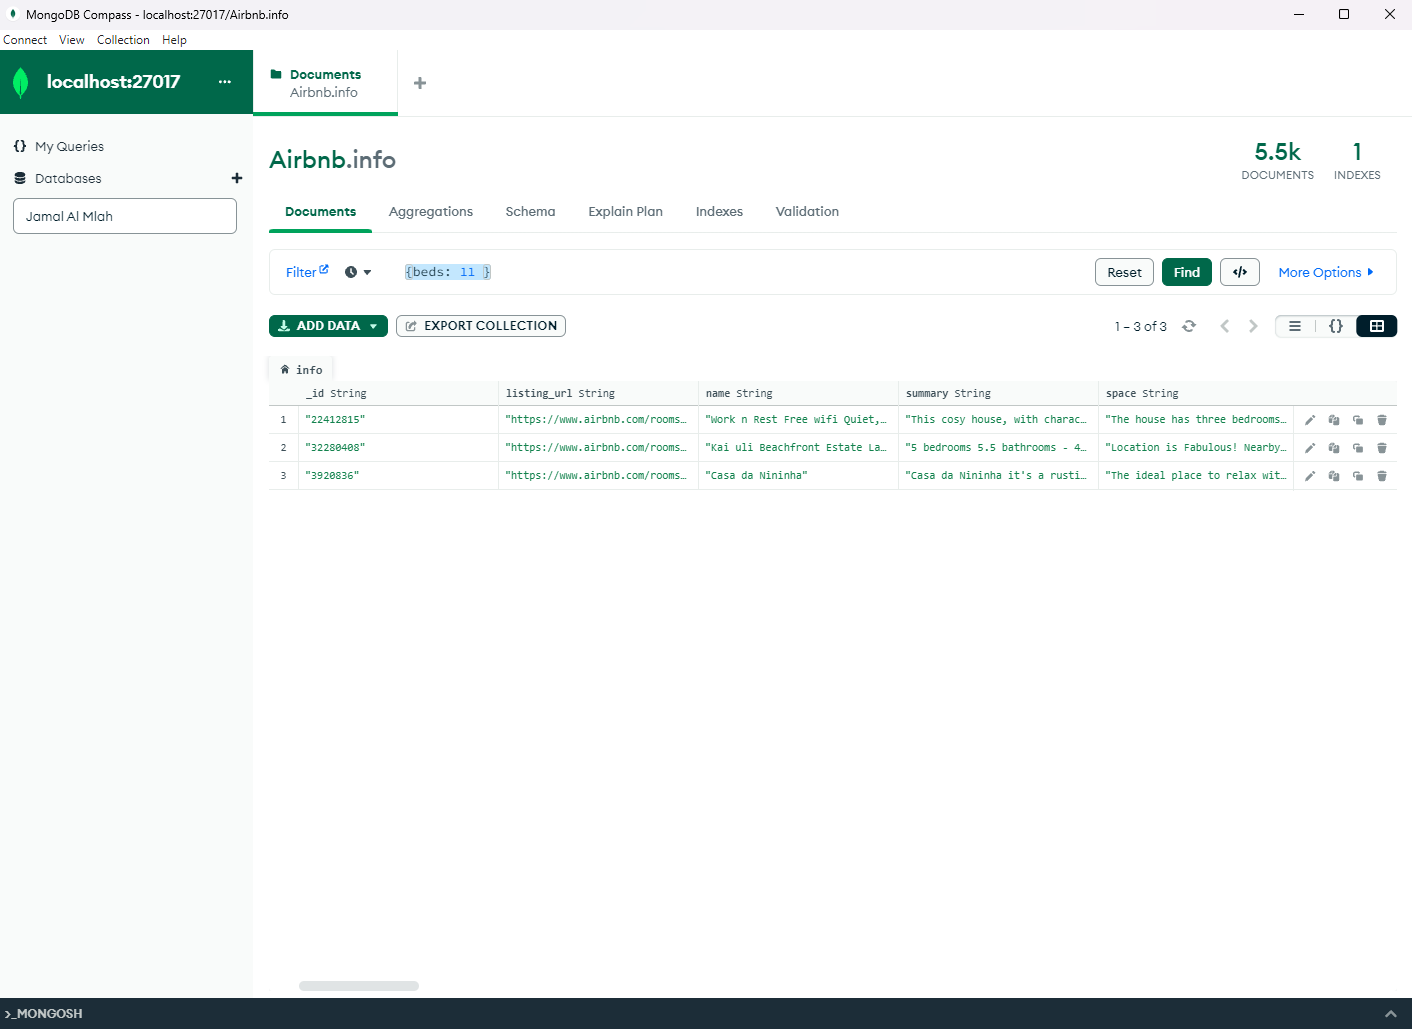 MongoDB Compass - localhost:27017/Airbnb.info
Connect View Collection Help
localhost:27017 ...
Documents
Airbnb.info
My Queries
Databases
Jamal Al Mlah
Airbnb.info
5.5k
DOCUMENTS
1
INDEXES
Documents Aggregations Schema Explain Plan Indexes Validation
Filter {beds: 11 } Reset Find </> More Options
ADD DATA EXPORT COLLECTION 1 – 3 of 3 {}
info
_id String listing_url String name String summary String space String
1 "22412815" "https://www.airbnb.com/rooms… "Work n Rest Free wifi Quiet,… "This cosy house, with charac… "The house has three bedrooms…
2 "32280408" "https://www.airbnb.com/rooms… "Kai uli Beachfront Estate La… "5 bedrooms 5.5 bathrooms - 4… "Location is Fabulous! Nearby…
3 "3920836" "https://www.airbnb.com/rooms… "Casa da Nininha" "Casa da Nininha it's a rusti… "The ideal place to relax wit…
>_MONGOSH